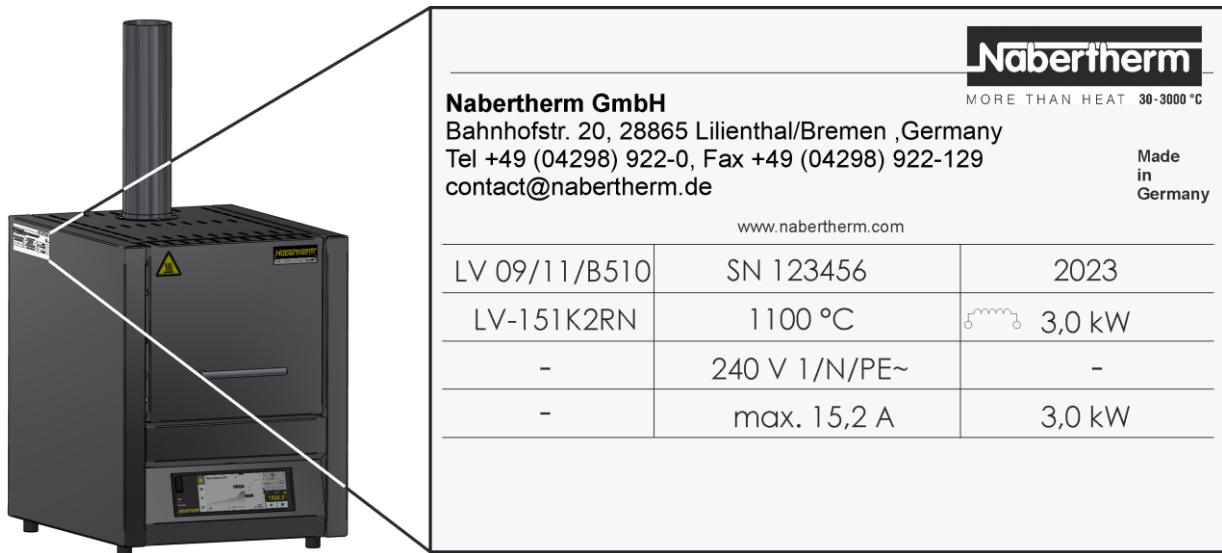 Nabertherm
MORE THAN HEAT 30-3000 °C
Nabertherm GmbH
Bahnhofstr. 20, 28865 Lilienthal/Bremen ,Germany
Tel +49 (04298) 922-0, Fax +49 (04298) 922-129
contact@nabertherm.de
Made
in
Germany
www.nabertherm.com
LV 09/11/B510 SN 123456 2023
LV-151K2RN 1100 °C 3,0 kW
- 240 V 1/N/PE~ -
- max. 15,2 A 3,0 kW
Nabertherm